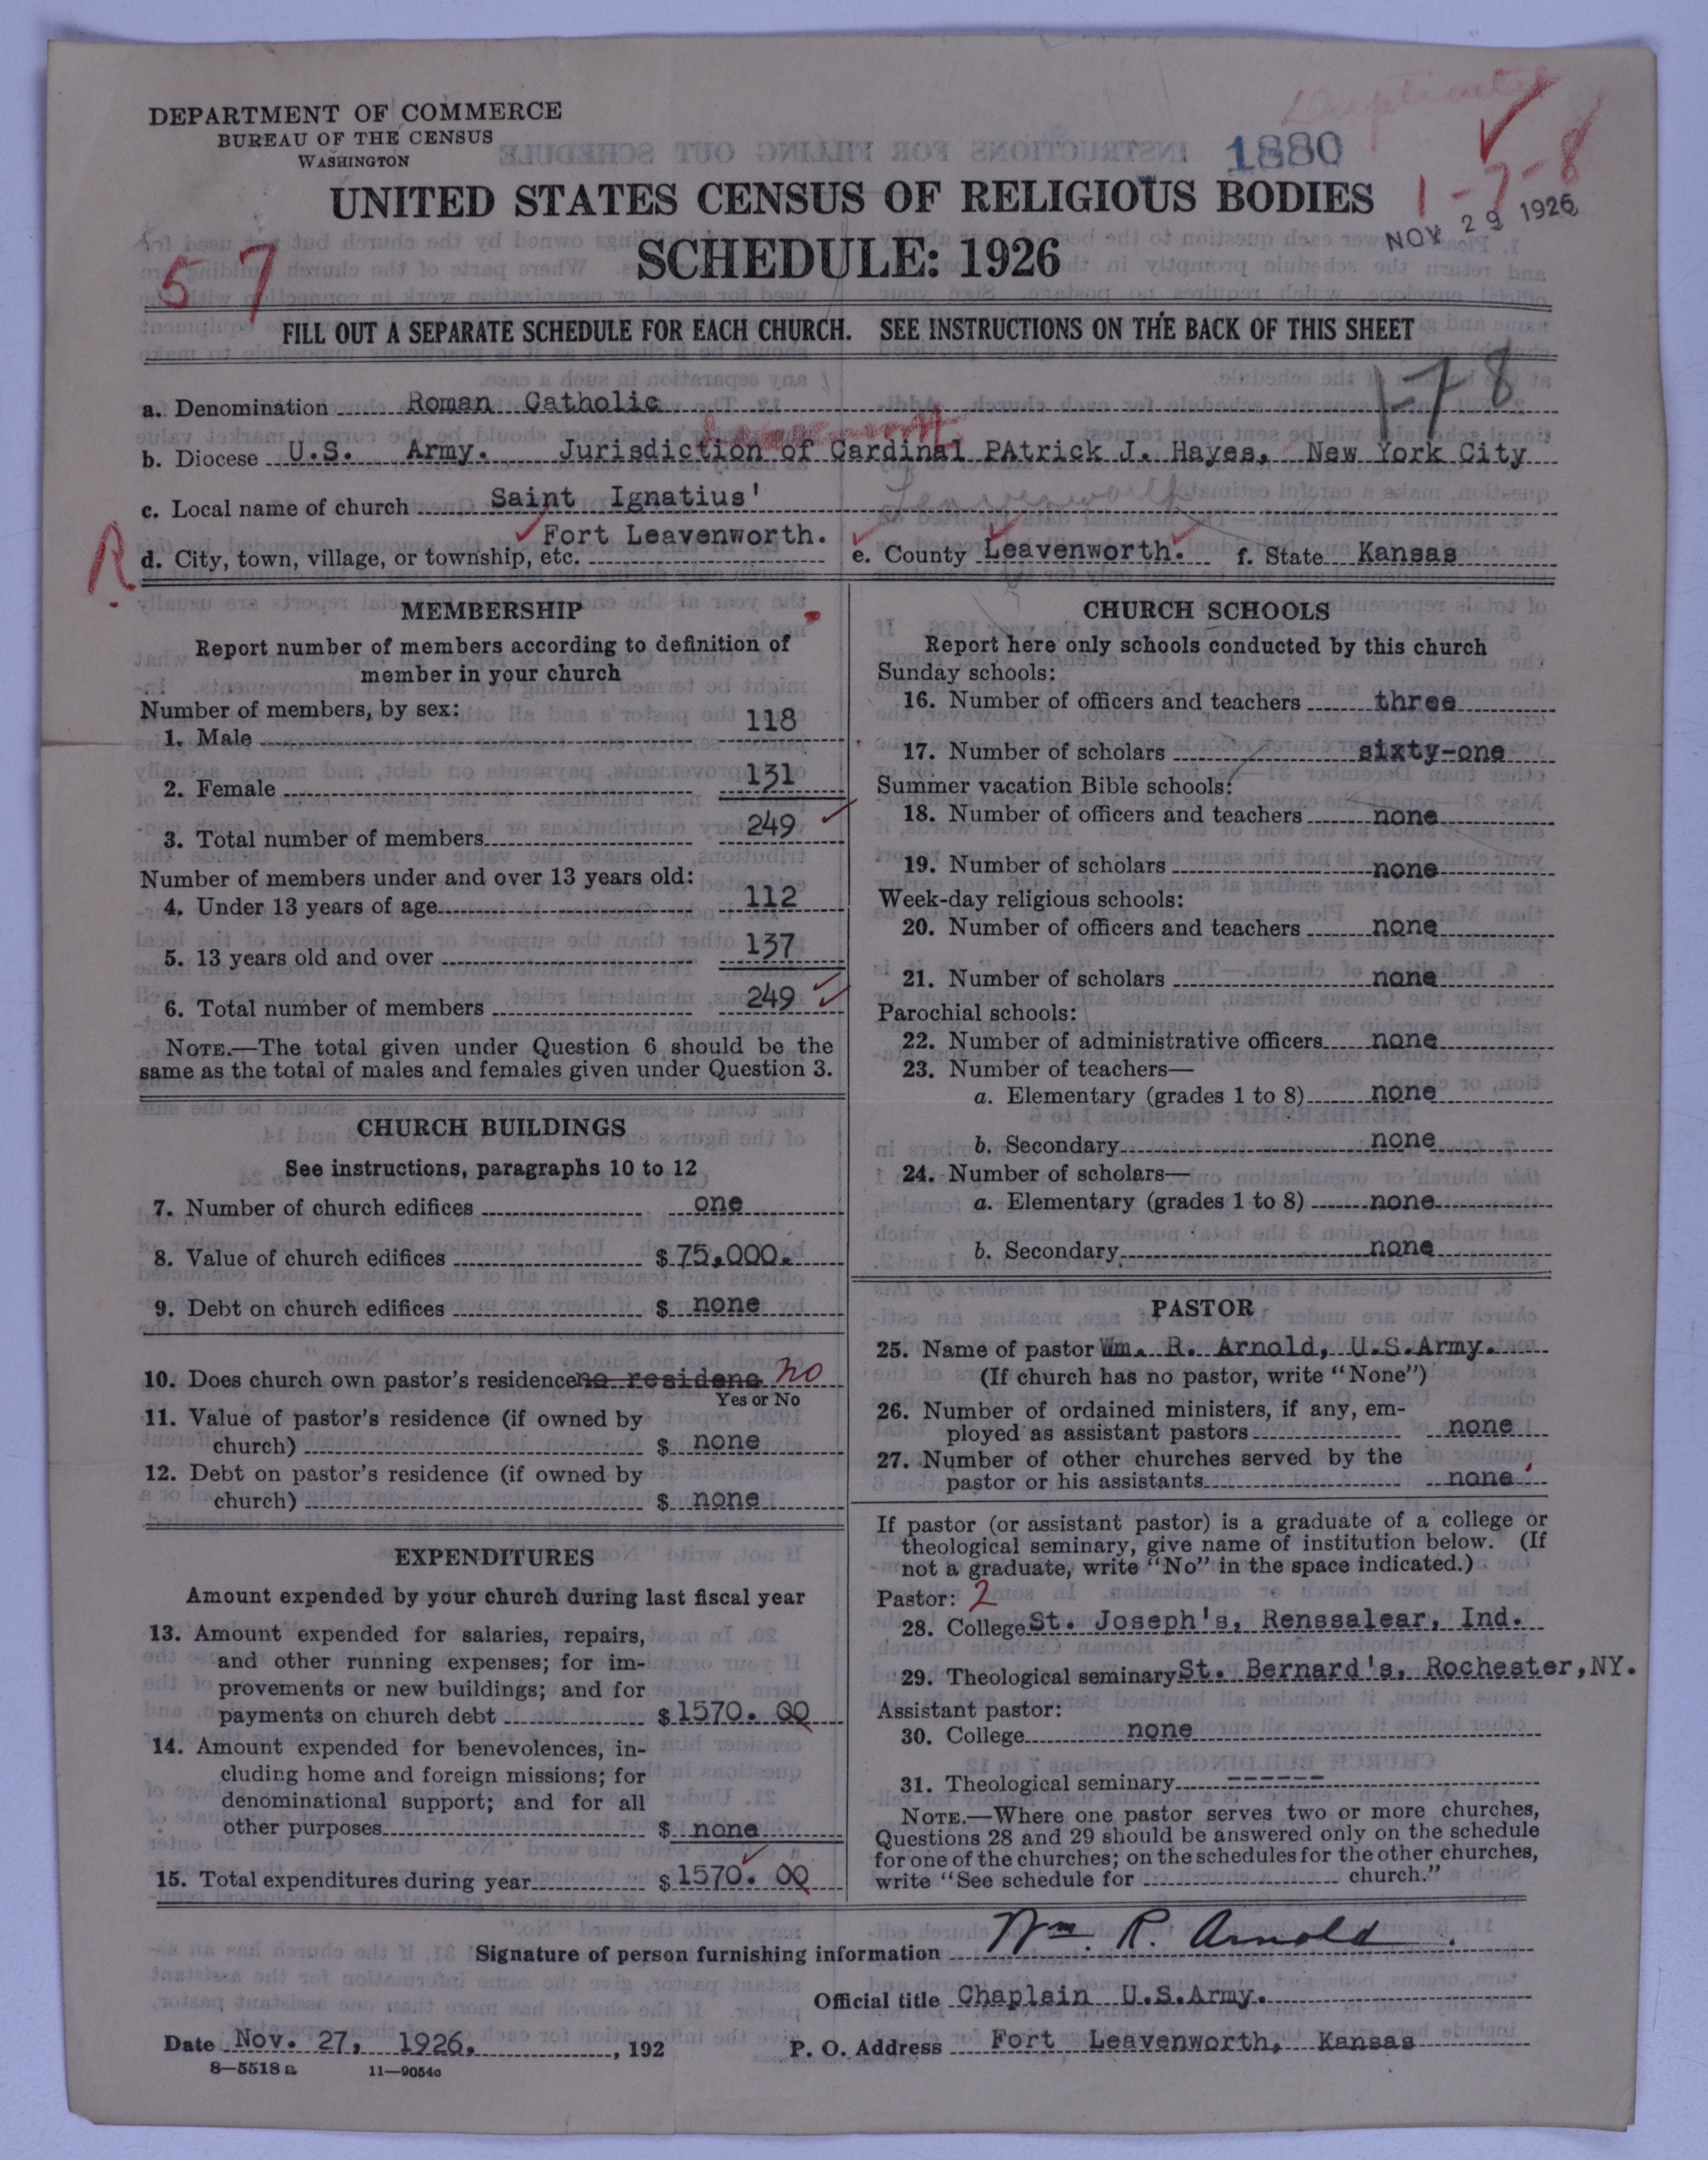 DEPARTMENT OF COMMERCE
BUREAU OF THE CENSUS
WASHINGTON
Duplicate
1880
1-7-8
NOV 29 1926
UNITED STATES CENSUS OF RELIGIOUS BODIES
SCHEDULE: 1926
57
FILL OUT A SEPARATE SCHEDULE FOR EACH CHURCH. SEE INSTRUCTIONS ON THE BACK OF THIS SHEET
1-78
a. Denomination Roman Catholic
Leavenworth
b. Diocese U.S. Army. Jurisdiction of Cardinal PAtrick J. Hayes, New York City
c. Local name of church Saint Ignatius' Leavenworth
R
d. City, town, village, or township, etc. Fort Leavenworth. e. County Leavenworth. f. State Kansas
MEMBERSHIP
Report number of members according to definition of
member in your church
Number of members, by sex:
1. Male 118
2. Female 131
3. Total number of members 249
Number of members under and over 13 years old:
4. Under 13 years of age 112
5. 13 years old and over 137
6. Total number of members 249
NOTE.—The total given under Question 6 should be the
same as the total of males and females given under Question 3.
CHURCH BUILDINGS
See instructions, paragraphs 10 to 12
7. Number of church edifices one
8. Value of church edifices $75,000.
9. Debt on church edifices $ none
10. Does church own pastor's residence no residenc no
Yes or No
11. Value of pastor's residence (if owned by
church) $ none
12. Debt on pastor's residence (if owned by
church) $ none
EXPENDITURES
Amount expended by your church during last fiscal year
13. Amount expended for salaries, repairs,
and other running expenses; for im-
provements or new buildings; and for
payments on church debt $1570. 00
14. Amount expended for benevolences, in-
cluding home and foreign missions; for
denominational support; and for all
other purposes $ none
15. Total expenditures during year $1570. 00
CHURCH SCHOOLS
Report here only schools conducted by this church
Sunday schools:
16. Number of officers and teachers three
17. Number of scholars sixty-one
Summer vacation Bible schools:
18. Number of officers and teachers none
19. Number of scholars none
Week-day religious schools:
20. Number of officers and teachers none
21. Number of scholars none
Parochial schools:
22. Number of administrative officers none
23. Number of teachers—
a. Elementary (grades 1 to 8) none
b. Secondary none
24. Number of scholars—
a. Elementary (grades 1 to 8) none
b. Secondary none
PASTOR
25. Name of pastor Wm. R. Arnold, U.S.Army.
(If church has no pastor, write "None")
26. Number of ordained ministers, if any, em-
ployed as assistant pastors none
27. Number of other churches served by the
pastor or his assistants none
If pastor (or assistant pastor) is a graduate of a college or
theological seminary, give name of institution below. (If
not a graduate, write "No" in the space indicated.)
Pastor: 2
28. College St. Joseph's, Renssalear, Ind.
29. Theological seminary St. Bernard's, Rochester,NY.
Assistant pastor:
30. College none
31. Theological seminary ------
NOTE.—Where one pastor serves two or more churches,
Questions 28 and 29 should be answered only on the schedule
for one of the churches; on the schedules for the other churches,
write "See schedule for church."
Signature of person furnishing information Wm. R. Arnold.
Official title Chaplain U.S.Army.
Date Nov. 27, 1926. , 192 P. O. Address Fort Leavenworth, Kansas
8—5518 a 11—9054c